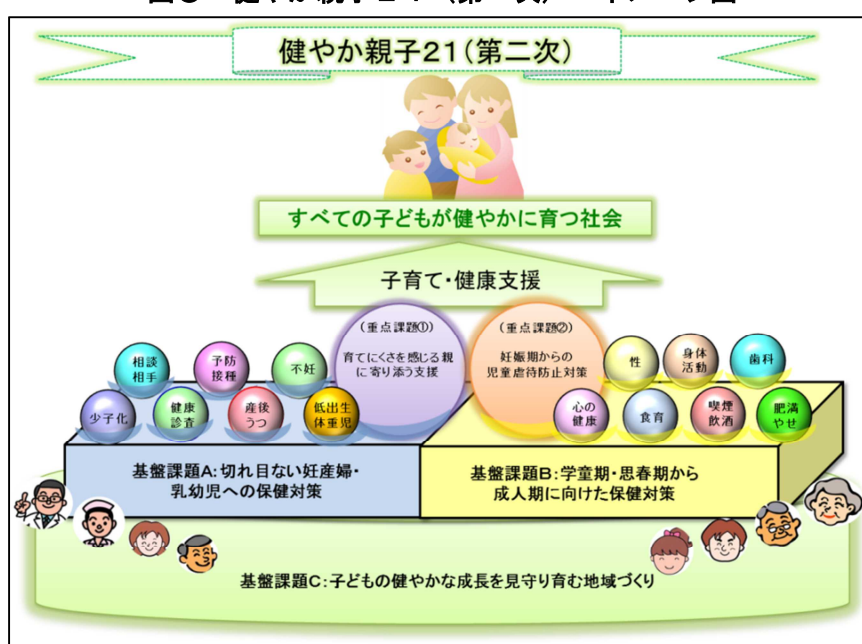 健やか親子21(第二次)
すべての子どもが健やかに育つ社会
子育て・健康支援
(重点課題①)
育てにくさを感じる親
に寄り添う支援
(重点課題②)
妊娠期からの
児童虐待防止対策
相談
相手
予防
接種
不妊
少子化
健康
診査
産後
うつ
低出生
体重児
性
身体
活動
歯科
心の
健康
食育
喫煙
飲酒
肥満
やせ
基盤課題A:切れ目ない妊産婦・
乳幼児への保健対策
基盤課題B:学童期・思春期から
成人期に向けた保健対策
基盤課題C:子どもの健やかな成長を見守り育む地域づくり